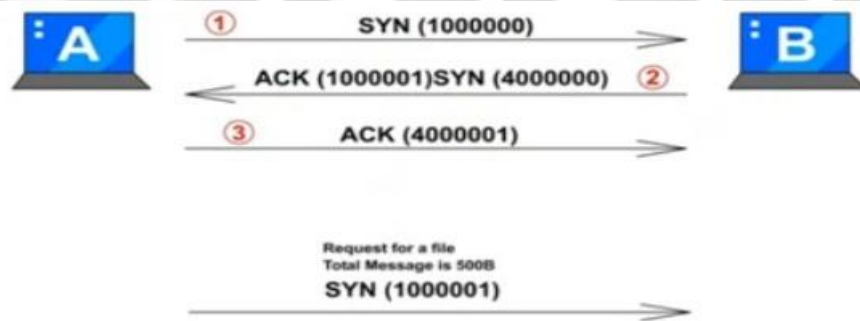 A
① SYN (1000000)
B
ACK (1000001)SYN (4000000) ②
③ ACK (4000001)
Request for a file
Total Message is 500B
SYN (1000001)